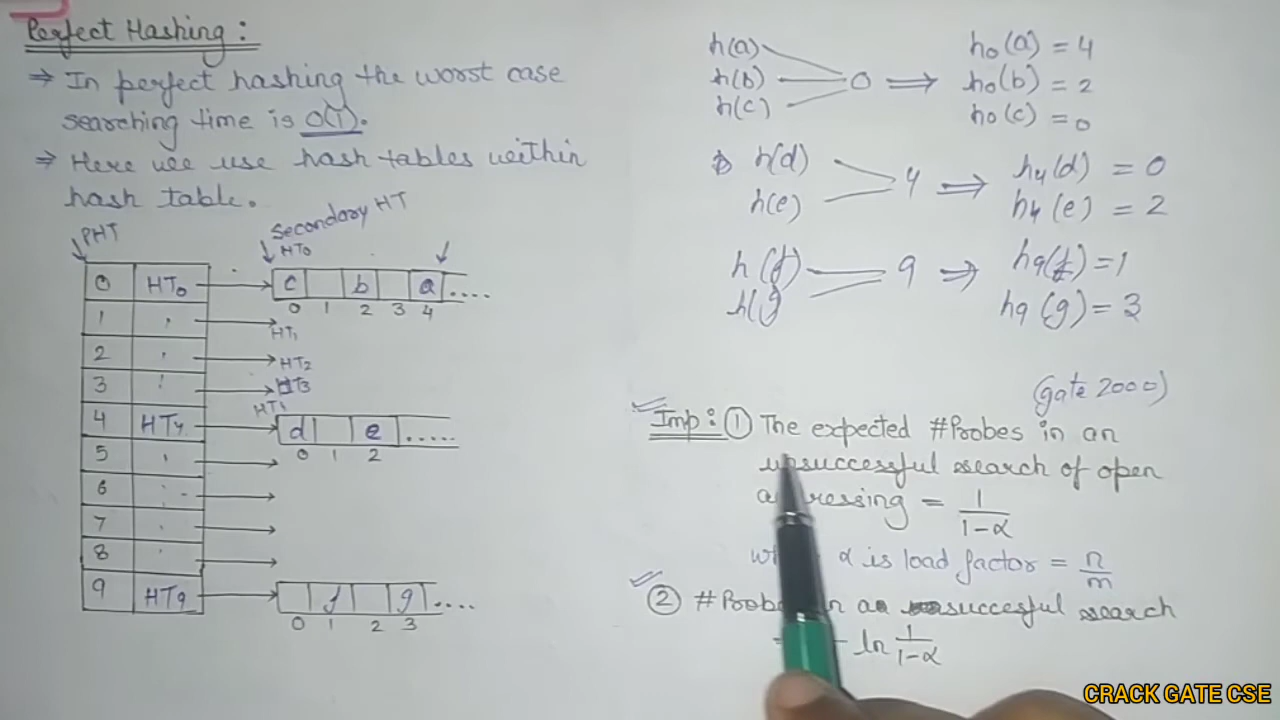 Perfect Hashing:
⇒ In perfect hashing the worst case
searching time is O(1).
⇒ Here we use hash tables within
hash table.
PHT
Secondary HT
HT0
0 HT0 c b a ....
0 1 2 3 4
1
HT1
2
HT2
3
HT3
4 HT4 d e .....
0 1 2
5
6
7
8
9 HT9 f g ....
0 1 2 3
h(a)
h(b) 0 ⇒
h(c)
h0(a) = 4
h0(b) = 2
h0(c) = 0
h(d)
h(e) 4 ⇒
h4(d) = 0
h4(e) = 2
h(f)
h(g 9 ⇒
h9(f) = 1
h9(g) = 3
(gate 2000)
Imp: ① The expected #Probes in an
unsuccessful search of open
ressing = 1/(1-α)
α is load factor = n/m
② #Prob n a succesful search
ln 1/(1-α)
CRACK GATE CSE